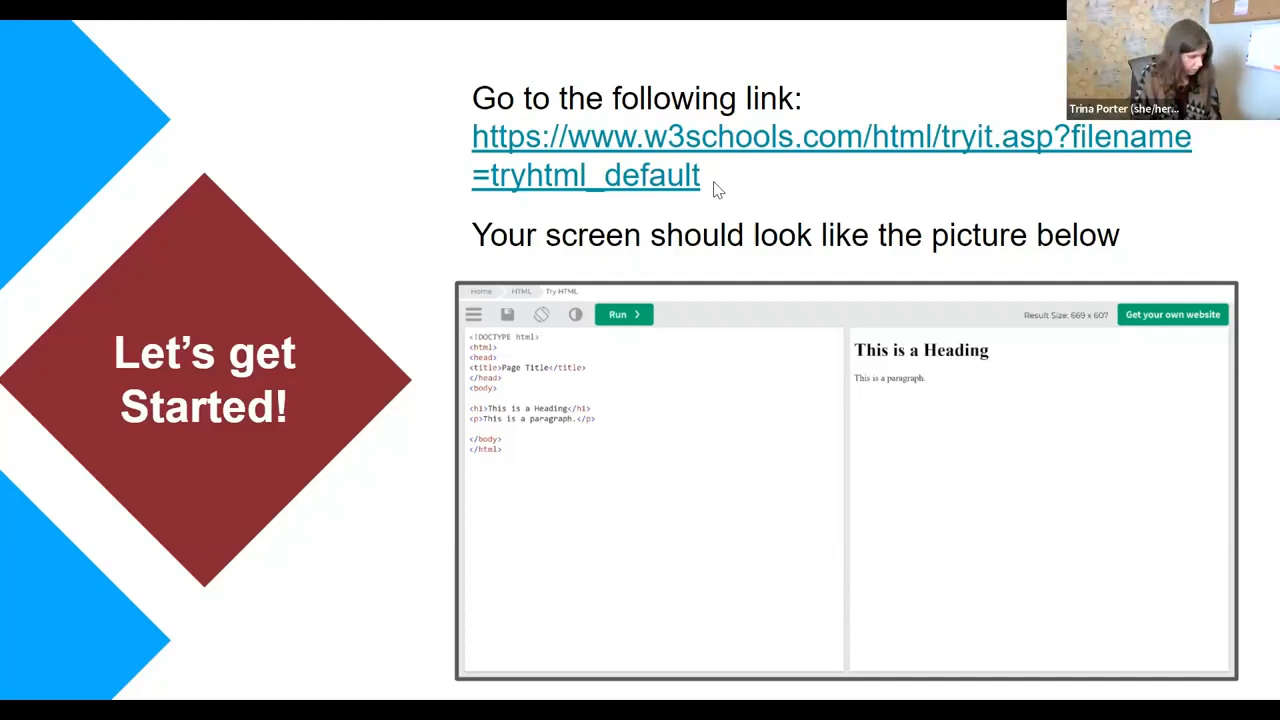 Go to the following link:
https://www.w3schools.com/html/tryit.asp?filename
=tryhtml_default
Trina Porter (she/her...
Your screen should look like the picture below
Let’s get
Started!
Home
HTML
Try HTML
Run ❯
Result Size: 669 x 607
Get your own website
<!DOCTYPE html>
<html>
<head>
<title>Page Title</title>
</head>
<body>
<h1>This is a Heading</h1>
<p>This is a paragraph.</p>
</body>
</html>
This is a Heading
This is a paragraph.